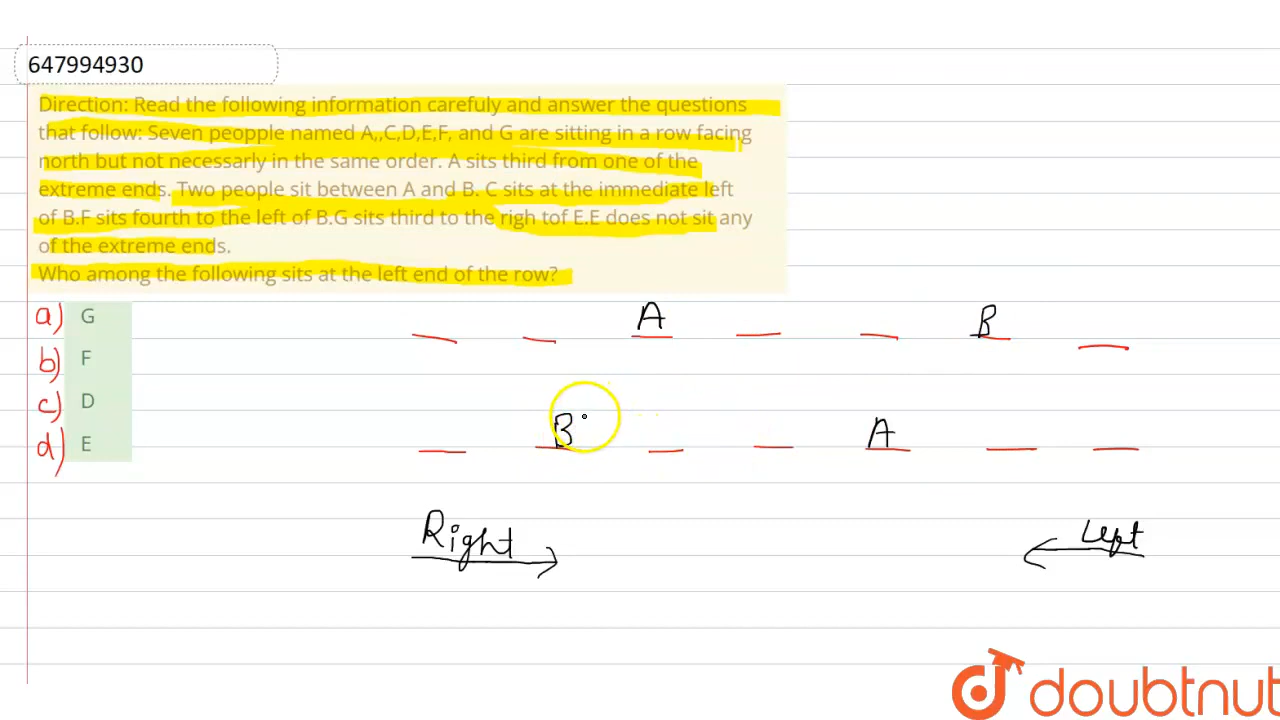 647994930
Direction: Read the following information carefuly and answer the questions
that follow: Seven peopple named A,,C,D,E,F, and G are sitting in a row facing
north but not necessarly in the same order. A sits third from one of the
extreme ends. Two people sit between A and B. C sits at the immediate left
of B.F sits fourth to the left of B.G sits third to the righ tof E.E does not sit any
of the extreme ends.
Who among the following sits at the left end of the row?
a) G
b) F
c) D
d) E
A B
B A
Right
Left
doubtnut